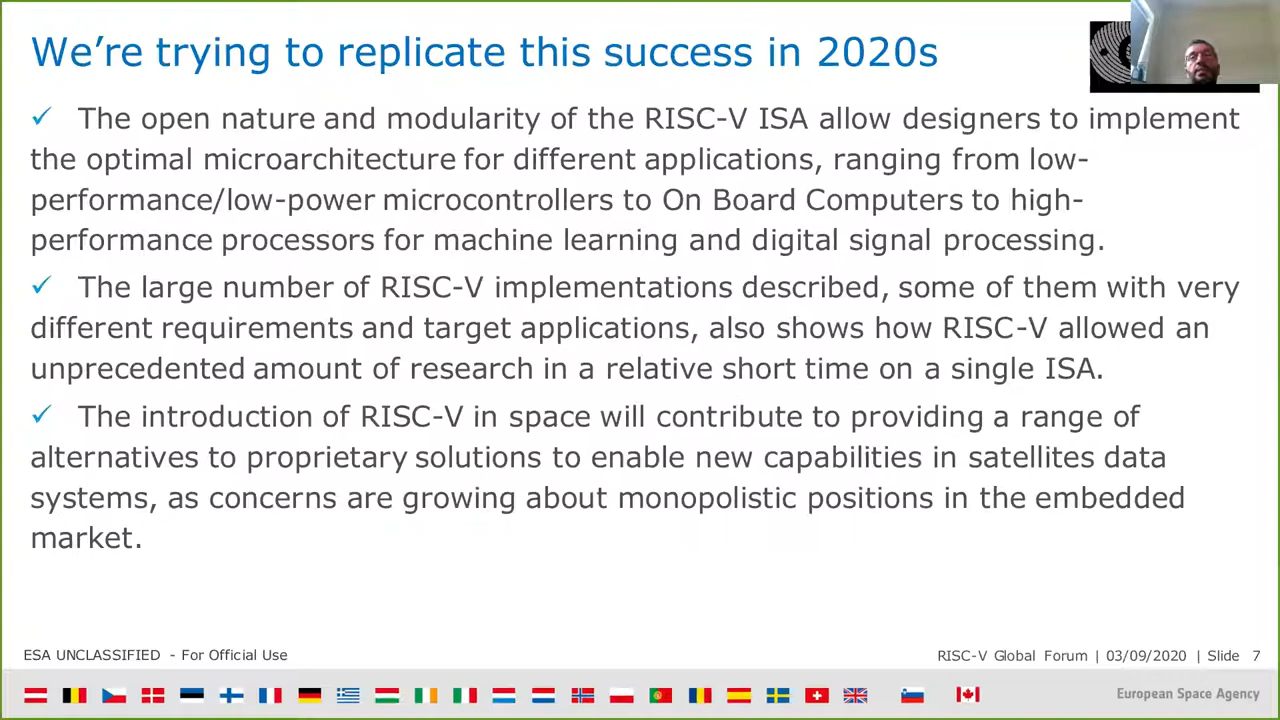 We're trying to replicate this success in 2020s
✓ The open nature and modularity of the RISC-V ISA allow designers to implement
the optimal microarchitecture for different applications, ranging from low-
performance/low-power microcontrollers to On Board Computers to high-
performance processors for machine learning and digital signal processing.
✓ The large number of RISC-V implementations described, some of them with very
different requirements and target applications, also shows how RISC-V allowed an
unprecedented amount of research in a relative short time on a single ISA.
✓ The introduction of RISC-V in space will contribute to providing a range of
alternatives to proprietary solutions to enable new capabilities in satellites data
systems, as concerns are growing about monopolistic positions in the embedded
market.
ESA UNCLASSIFIED - For Official Use
RISC-V Global Forum | 03/09/2020 | Slide 7
European Space Agency